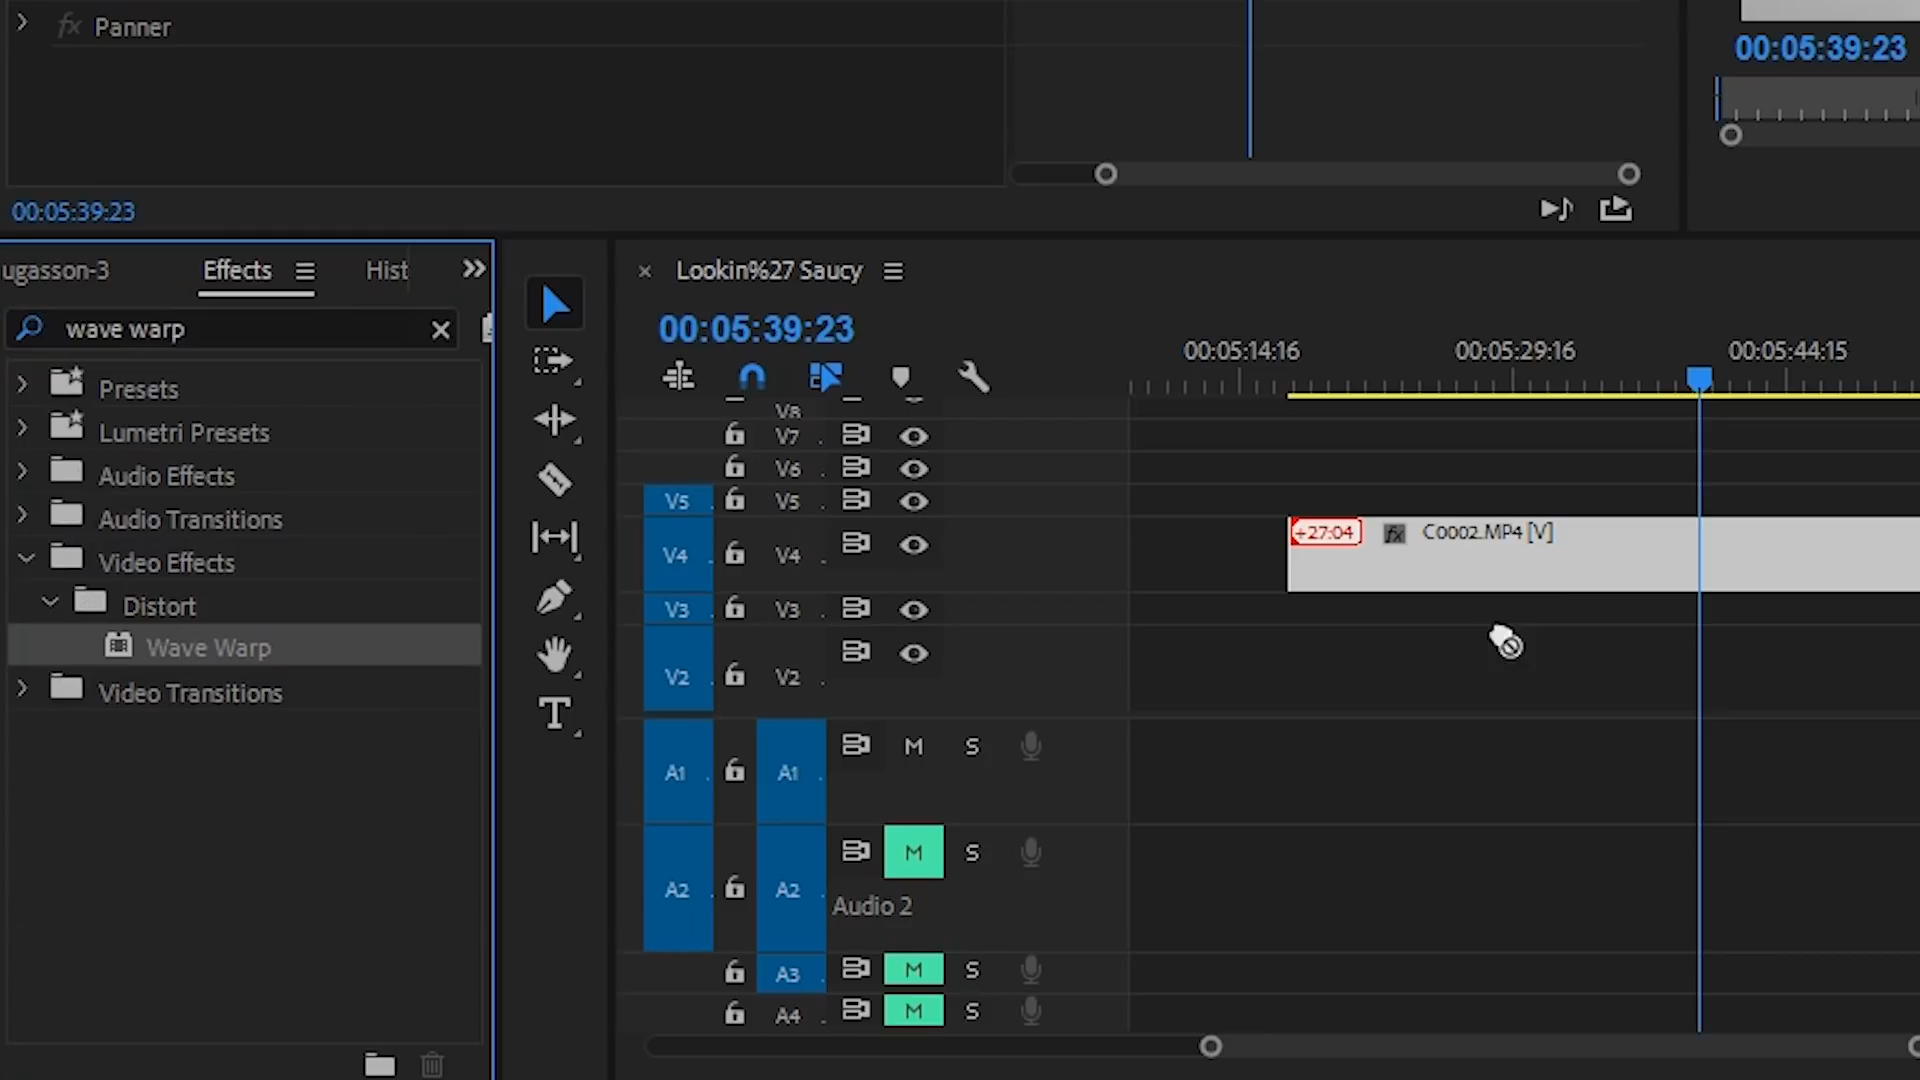 Panner
00:05:39:23
00:05:39:23
ugasson-3
Effects
Hist
wave warp
Presets
Lumetri Presets
Audio Effects
Audio Transitions
Video Effects
Distort
Wave Warp
Video Transitions
Lookin%27 Saucy
00:05:39:23
00:05:14:16
00:05:29:16
00:05:44:15
V8
V7
V6
V5 V5
+27:04
fx
C0002.MP4 [V]
V4 V4
V3 V3
V2 V2
A1 A1 M S
A2 A2 M S
Audio 2
A3 M S
A4 M S